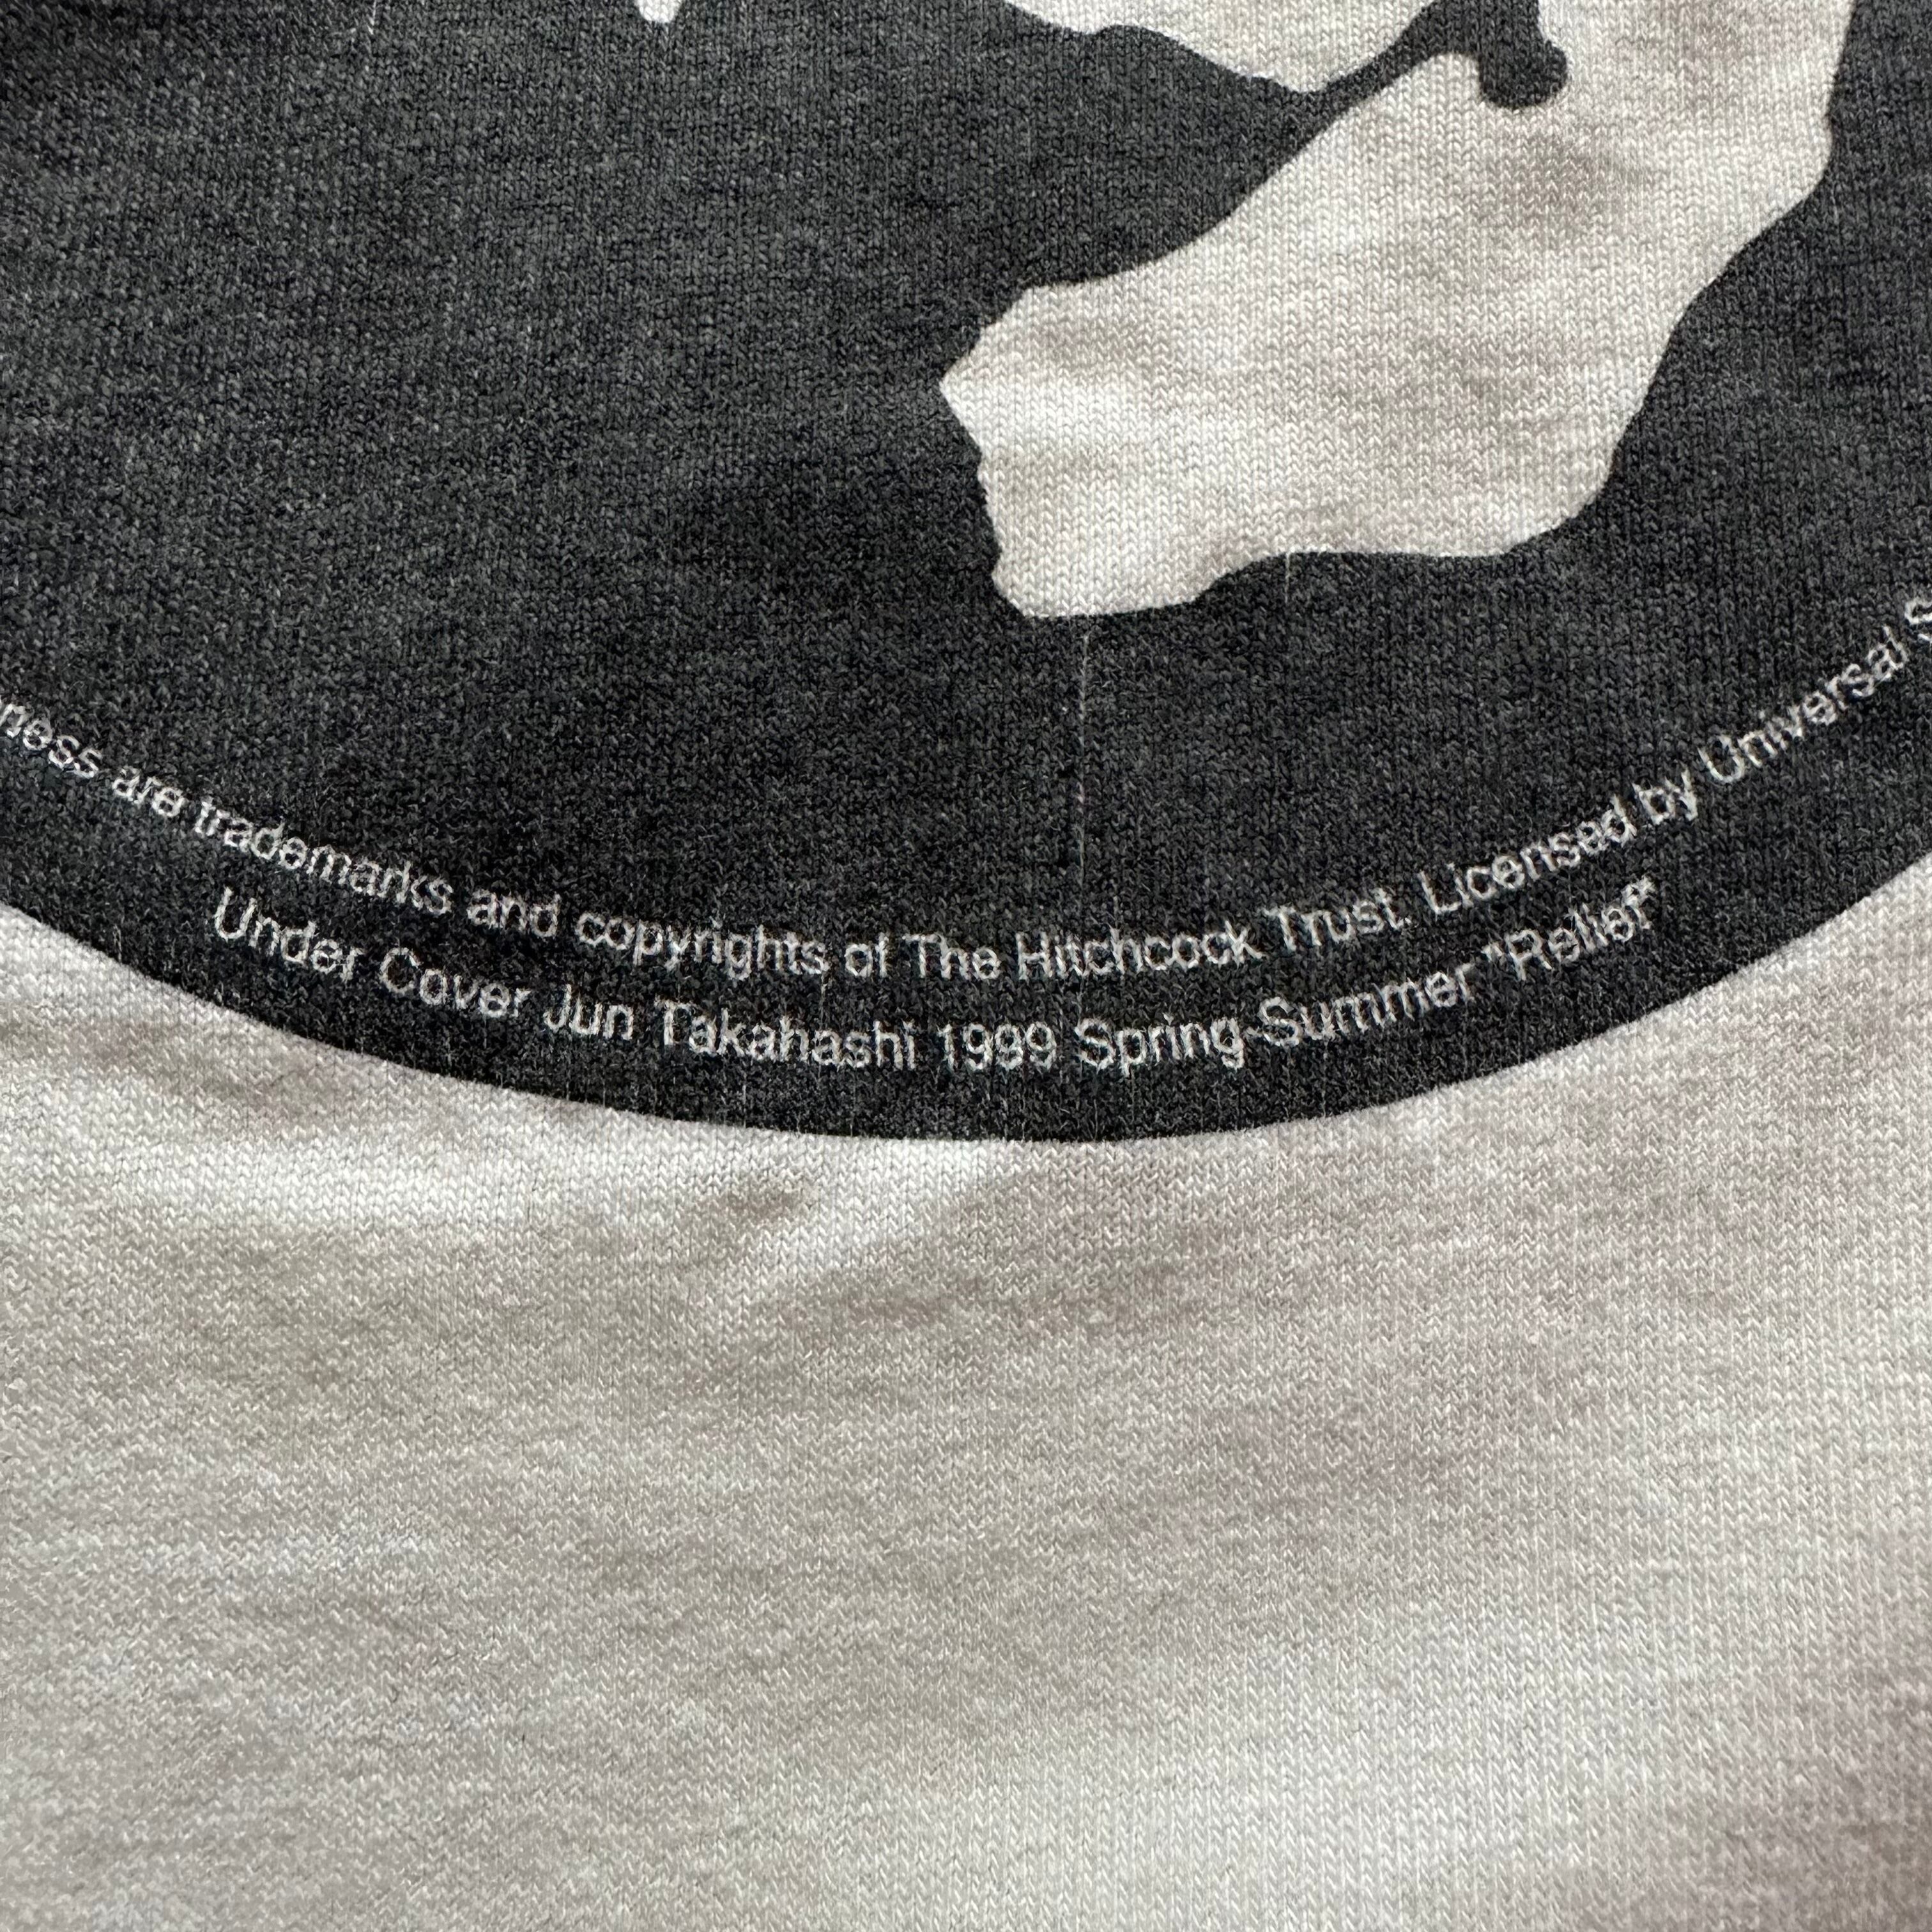 ness are trademarks and copyrights of The Hitchcock Trust. Licensed by Universal S
Under Cover Jun Takahashi 1999 Spring-Summer "Relief"